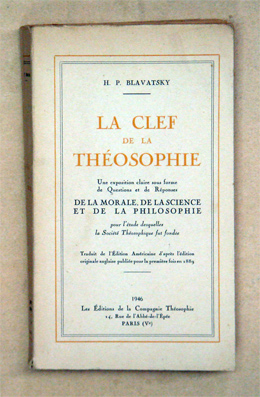 H. P. BLAVATSKY
LA CLEF
DE LA
THÉOSOPHIE
Une exposition claire sous forme
de Questions et de Réponses
DE LA MORALE, DE LA SCIENCE
ET DE LA PHILOSOPHIE
pour l'étude desquelles
la Société Théosophique fut fondée
Traduit de l'Édition Américaine d'après l'édition
originale anglaise publiée pour la première fois en 1889
1946
Les Éditions de la Compagnie Théosophie
14, Rue de l'Abbé-de-l'Epée
PARIS (Vᵉ)